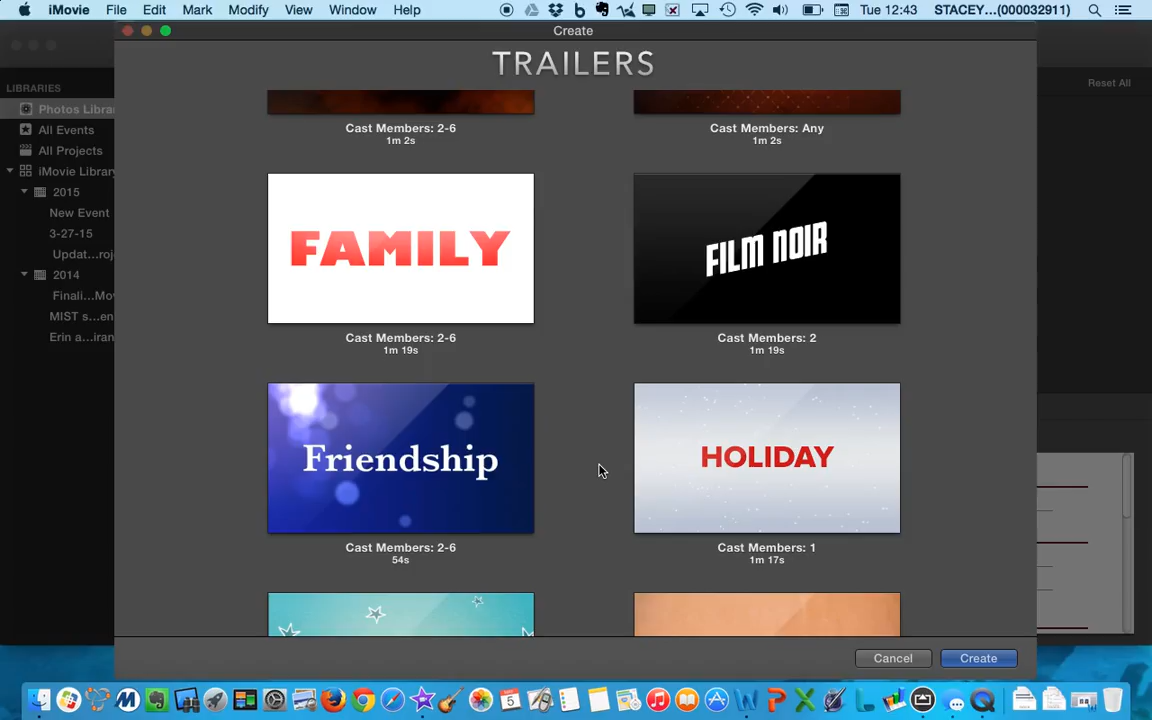 iMovie File Edit Mark Modify View Window Help Tue 12:43 STACEY...(000032911)
Create
TRAILERS
LIBRARIES
Reset All
Photos Librar
All Events
All Projects
iMovie Library
2015
New Event
3-27-15
Updat...roj
2014
Finali...Mov
MIST s...en
Erin a...iran
Cast Members: 2-6
1m 2s
Cast Members: Any
1m 2s
FAMILY
FILM NOIR
Cast Members: 2-6
1m 19s
Cast Members: 2
1m 19s
Friendship
HOLIDAY
Cast Members: 2-6
54s
Cast Members: 1
1m 17s
Cancel
Create